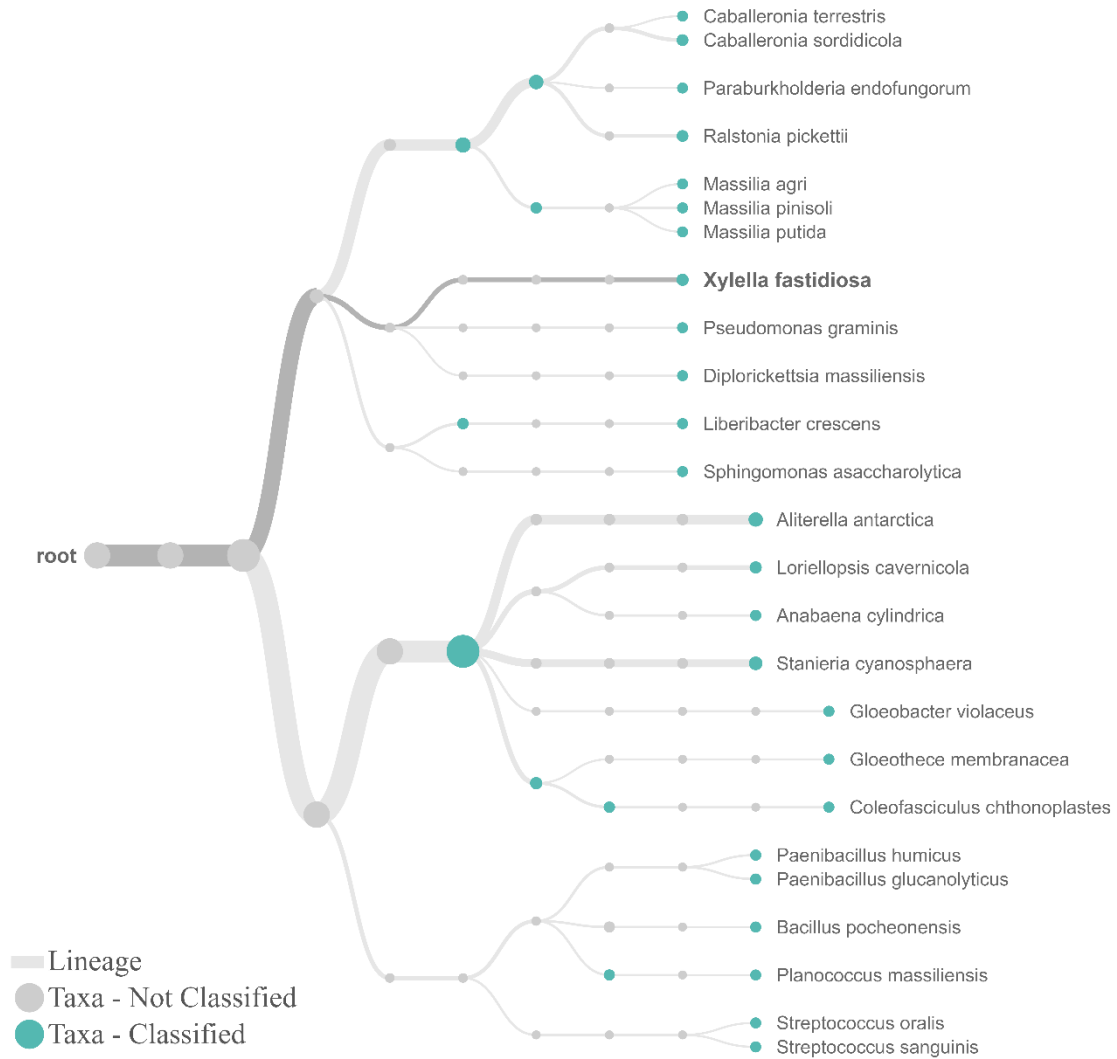 Caballeronia terrestris
Caballeronia sordidicola
Paraburkholderia endofungorum
Ralstonia pickettii
Massilia agri
Massilia pinisoli
Massilia putida
Xylella fastidiosa
Pseudomonas graminis
Diplorickettsia massiliensis
Liberibacter crescens
Sphingomonas asaccharolytica
Aliterella antarctica
root
Loriellopsis cavernicola
Anabaena cylindrica
Stanieria cyanosphaera
Gloeobacter violaceus
Gloeothece membranacea
Coleofasciculus chthonoplastes
Paenibacillus humicus
Paenibacillus glucanolyticus
Bacillus pocheonensis
Planococcus massiliensis
Streptococcus oralis
Streptococcus sanguinis
Lineage
Taxa - Not Classified
Taxa - Classified